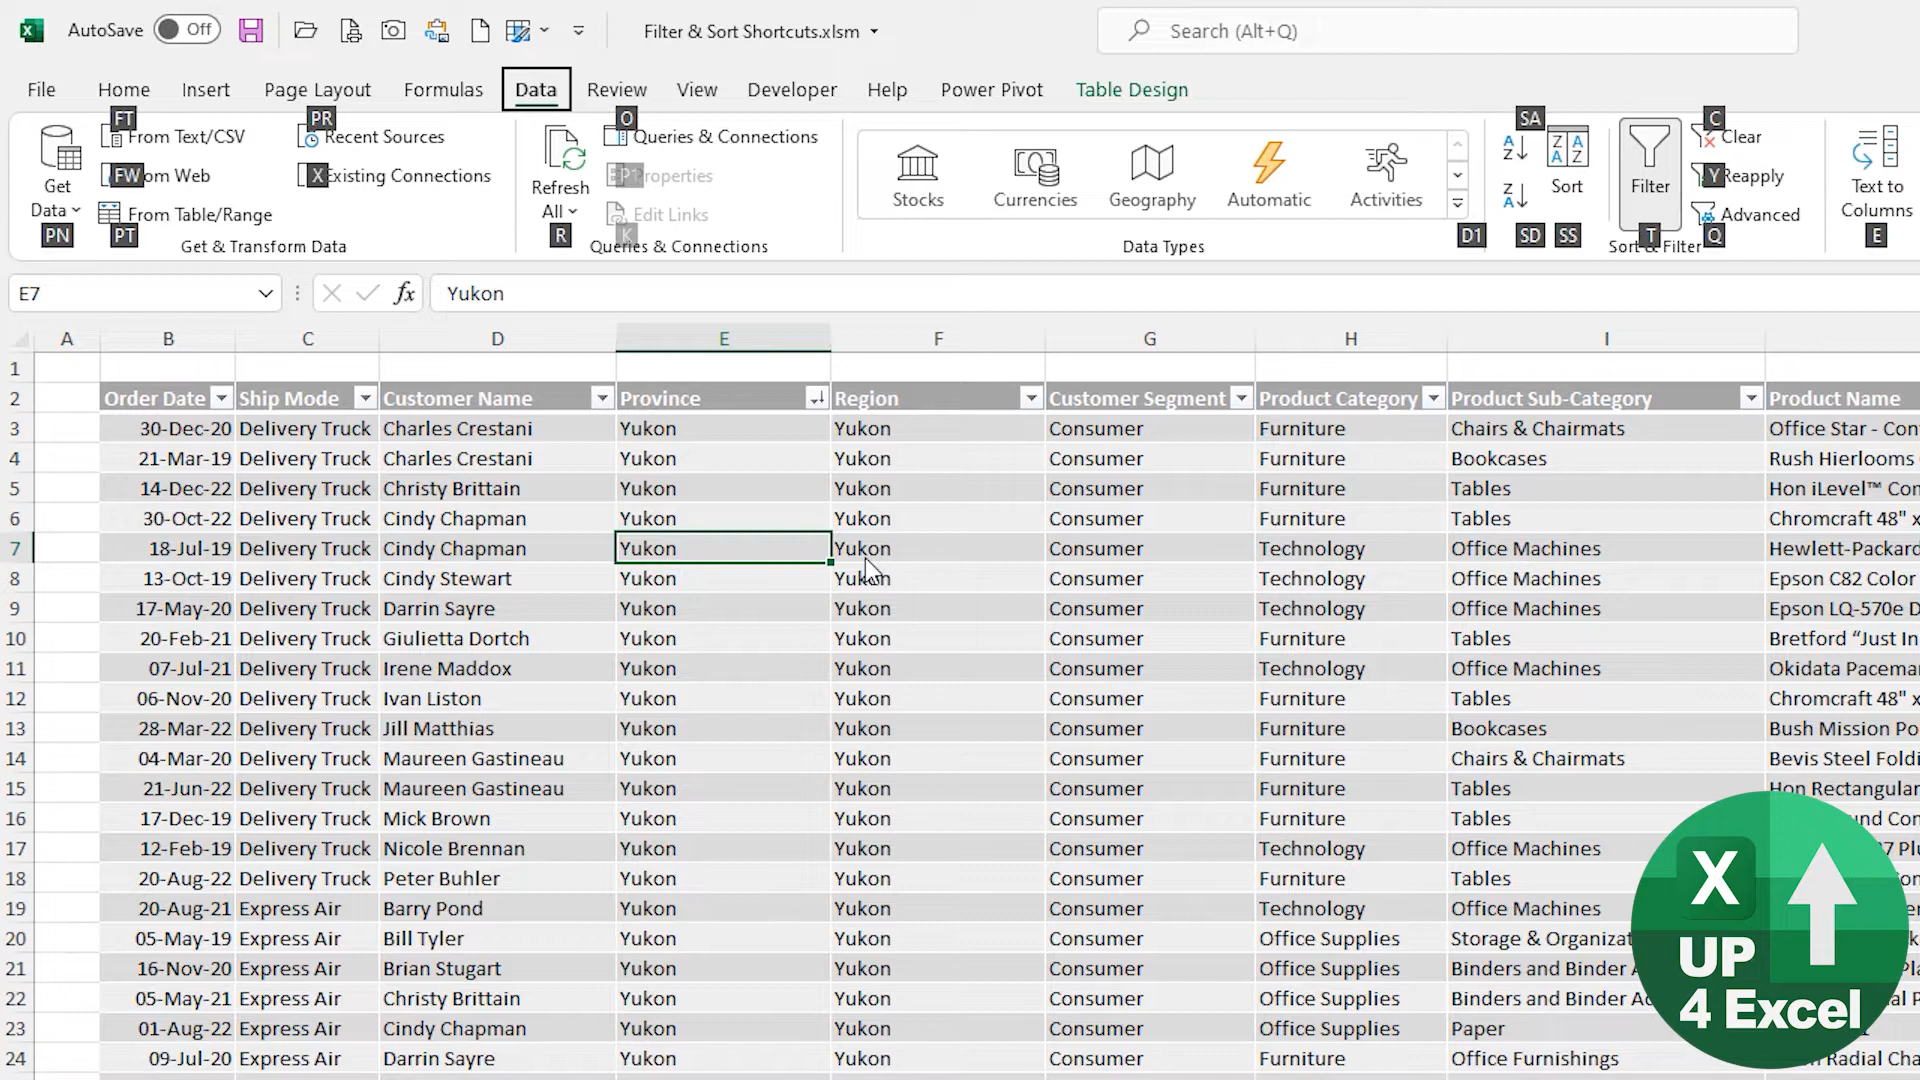 AutoSave Off Filter & Sort Shortcuts.xlsm Search (Alt+Q)
File Home Insert Page Layout Formulas Data Review View Developer Help Power Pivot Table Design
FT PR O SA C
From Text/CSV Recent Sources Queries & Connections Clear
FW om Web X Existing Connections P1 roperties Y Reapply
Get Data Refresh All Stocks Currencies Geography Automatic Activities Sort Filter Text to Columns
From Table/Range Edit Links Advanced
PN PT R K D1 SD SS T Q E
Get & Transform Data Queries & Connections Data Types Sort & Filter
E7 fx Yukon
A B C D E F G H I
1
2 Order Date Ship Mode Customer Name Province Region Customer Segment Product Category Product Sub-Category Product Name
3 30-Dec-20 Delivery Truck Charles Crestani Yukon Yukon Consumer Furniture Chairs & Chairmats Office Star - Con
4 21-Mar-19 Delivery Truck Charles Crestani Yukon Yukon Consumer Furniture Bookcases Rush Hierlooms
5 14-Dec-22 Delivery Truck Christy Brittain Yukon Yukon Consumer Furniture Tables Hon iLevel™ Con
6 30-Oct-22 Delivery Truck Cindy Chapman Yukon Yukon Consumer Furniture Tables Chromcraft 48" x
7 18-Jul-19 Delivery Truck Cindy Chapman Yukon Yukon Consumer Technology Office Machines Hewlett-Packard
8 13-Oct-19 Delivery Truck Cindy Stewart Yukon Yukon Consumer Technology Office Machines Epson C82 Color
9 17-May-20 Delivery Truck Darrin Sayre Yukon Yukon Consumer Technology Office Machines Epson LQ-570e D
10 20-Feb-21 Delivery Truck Giulietta Dortch Yukon Yukon Consumer Furniture Tables Bretford “Just In
11 07-Jul-21 Delivery Truck Irene Maddox Yukon Yukon Consumer Technology Office Machines Okidata Pacemar
12 06-Nov-20 Delivery Truck Ivan Liston Yukon Yukon Consumer Furniture Tables Chromcraft 48" x
13 28-Mar-22 Delivery Truck Jill Matthias Yukon Yukon Consumer Furniture Bookcases Bush Mission Po
14 04-Mar-20 Delivery Truck Maureen Gastineau Yukon Yukon Consumer Furniture Chairs & Chairmats Bevis Steel Foldi
15 21-Jun-22 Delivery Truck Maureen Gastineau Yukon Yukon Consumer Furniture Tables Hon Rectangular
16 17-Dec-19 Delivery Truck Mick Brown Yukon Yukon Consumer Furniture Tables
17 12-Feb-19 Delivery Truck Nicole Brennan Yukon Yukon Consumer Technology Office Machines
18 20-Aug-22 Delivery Truck Peter Buhler Yukon Yukon Consumer Furniture Tables
19 20-Aug-21 Express Air Barry Pond Yukon Yukon Consumer Technology Office Machines
20 05-May-19 Express Air Bill Tyler Yukon Yukon Consumer Office Supplies Storage & Organizat
21 16-Nov-20 Express Air Brian Stugart Yukon Yukon Consumer Office Supplies Binders and Binder A
22 05-May-21 Express Air Christy Brittain Yukon Yukon Consumer Office Supplies Binders and Binder Ac
23 01-Aug-22 Express Air Cindy Chapman Yukon Yukon Consumer Office Supplies Paper
24 09-Jul-20 Express Air Darrin Sayre Yukon Yukon Consumer Furniture Office Furnishings Radial Cha
X
UP
4 Excel